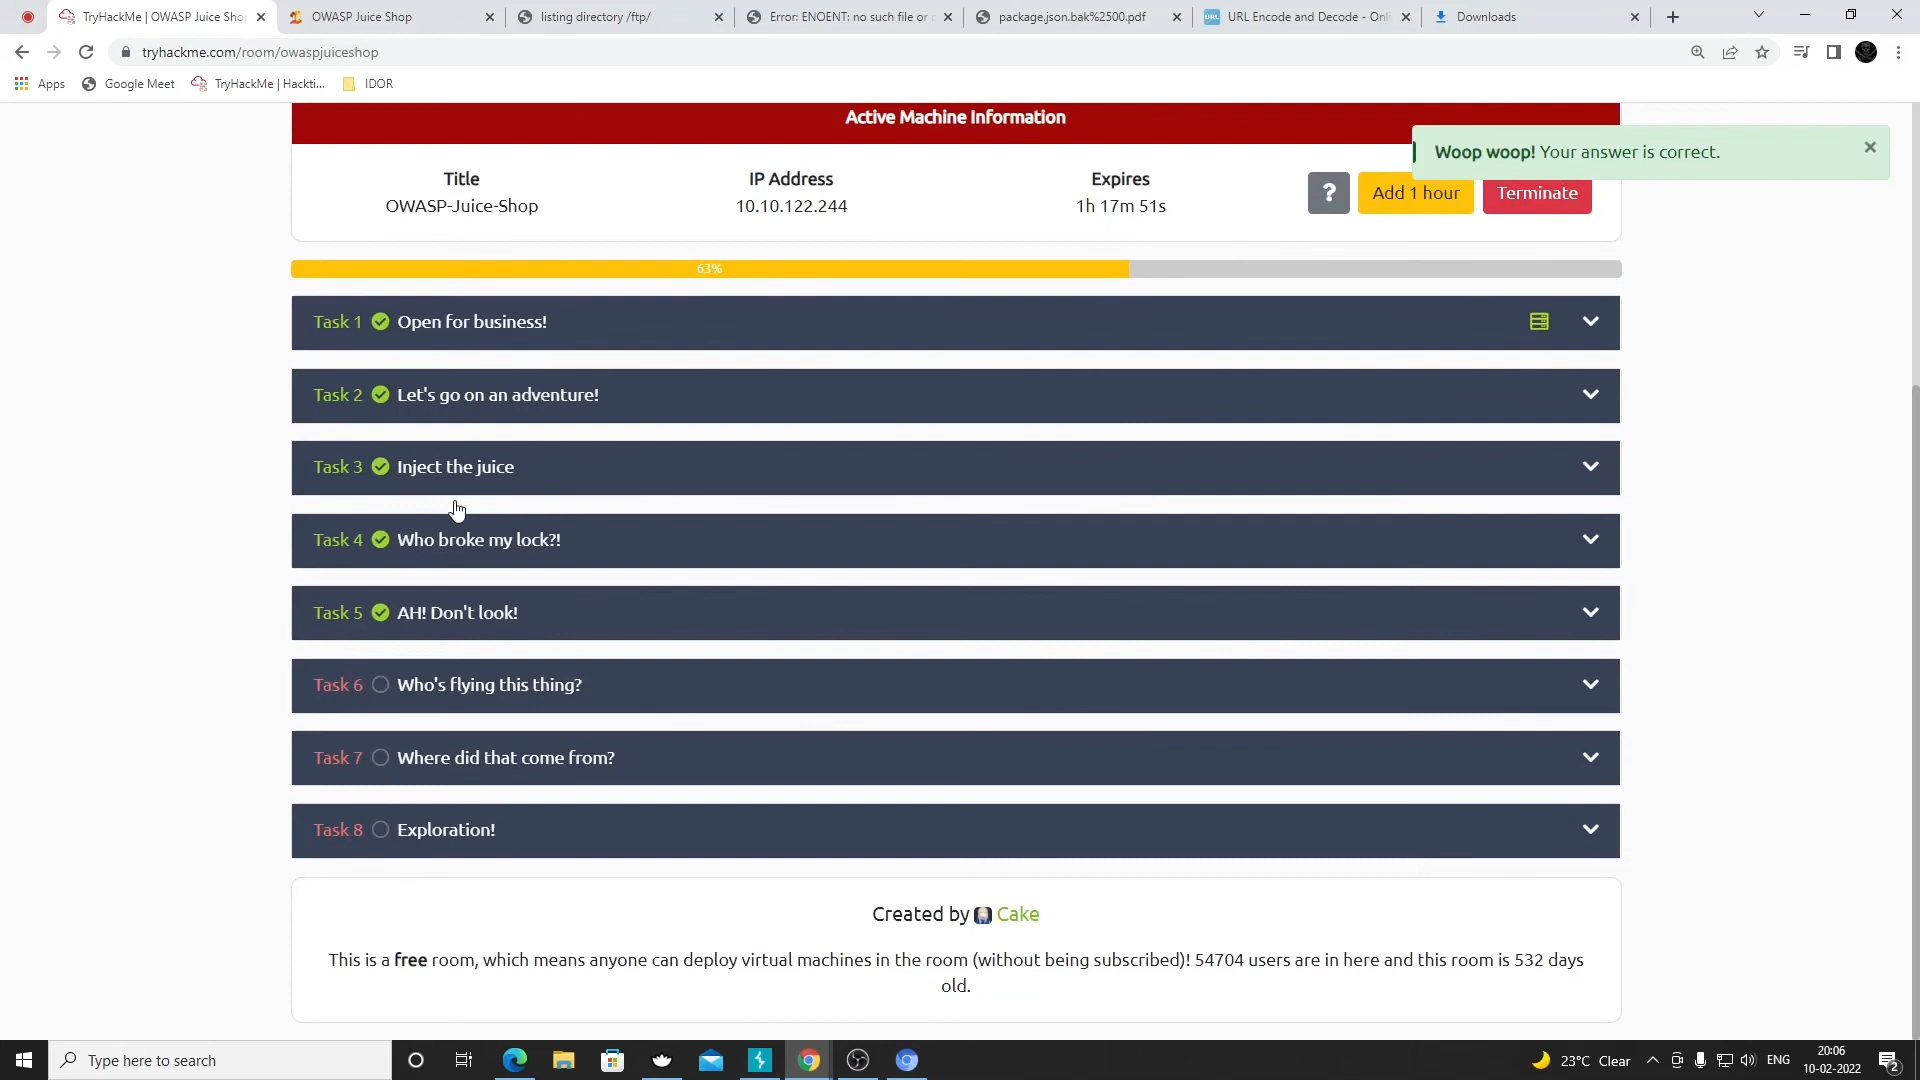 TryHackMe | OWASP Juice Sho
OWASP Juice Shop
listing directory /ftp/
Error: ENOENT: no such file or
package.json.bak%2500.pdf
URL Encode and Decode - Onli
Downloads
tryhackme.com/room/owaspjuiceshop
Apps
Google Meet
TryHackMe | Hackti...
IDOR
Active Machine Information
Woop woop! Your answer is correct.
Title
IP Address
Expires
OWASP-Juice-Shop
10.10.122.244
1h 17m 51s
?
Add 1 hour
Terminate
63%
Task 1 Open for business!
Task 2 Let's go on an adventure!
Task 3 Inject the juice
Task 4 Who broke my lock?!
Task 5 AH! Don't look!
Task 6 Who's flying this thing?
Task 7 Where did that come from?
Task 8 Exploration!
Created by Cake
This is a free room, which means anyone can deploy virtual machines in the room (without being subscribed)! 54704 users are in here and this room is 532 days
old.
Type here to search
23°C Clear
ENG
20:06
10-02-2022
2